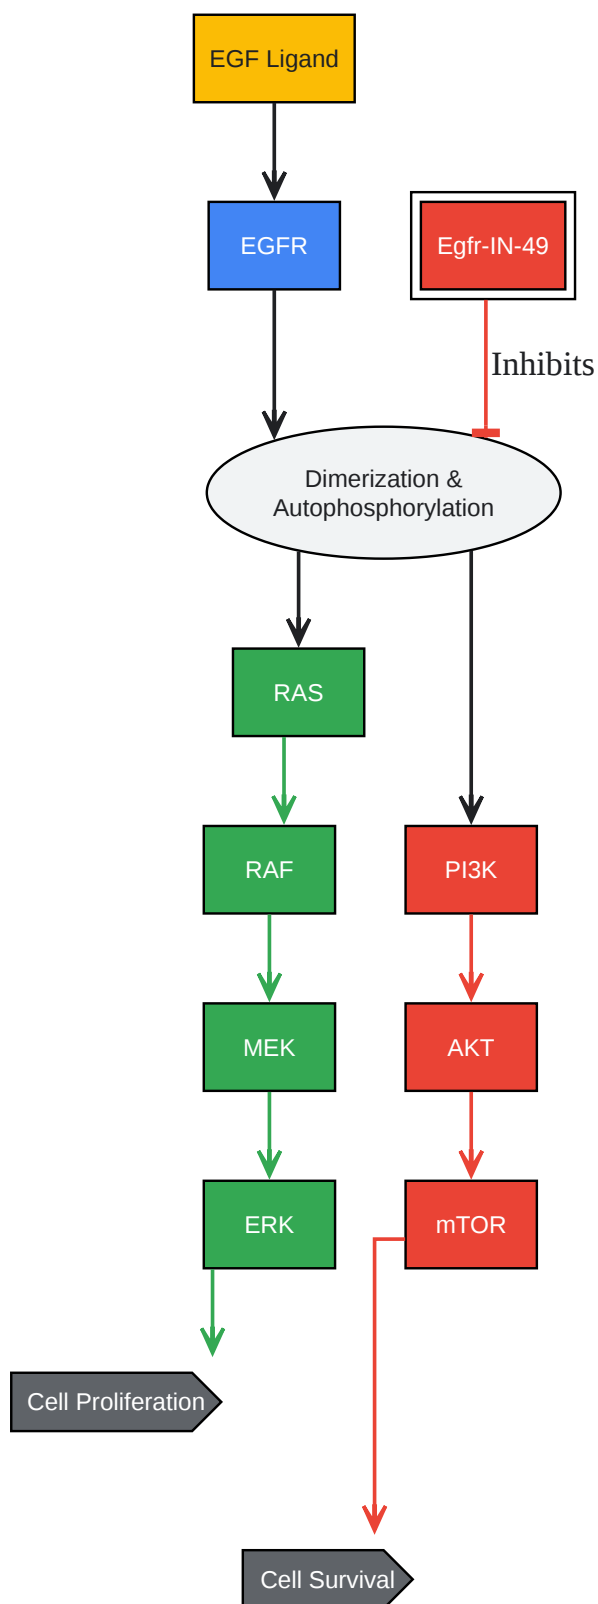 EGF Ligand
EGFR
Egfr-IN-49
Inhibits
Dimerization &
Autophosphorylation
RAS
RAF
PI3K
MEK
AKT
ERK
mTOR
Cell Proliferation
Cell Survival